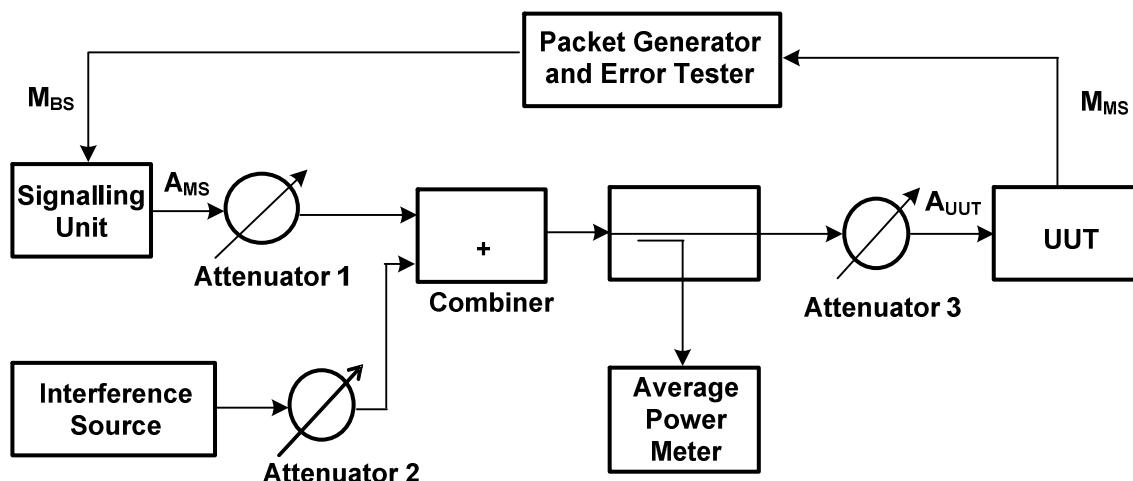 Packet Generator
and Error Tester
M_BS
M_MS
Signalling
Unit
A_MS
Attenuator 1
+
Combiner
A_UUT
Attenuator 3
UUT
Interference
Source
Attenuator 2
Average
Power
Meter